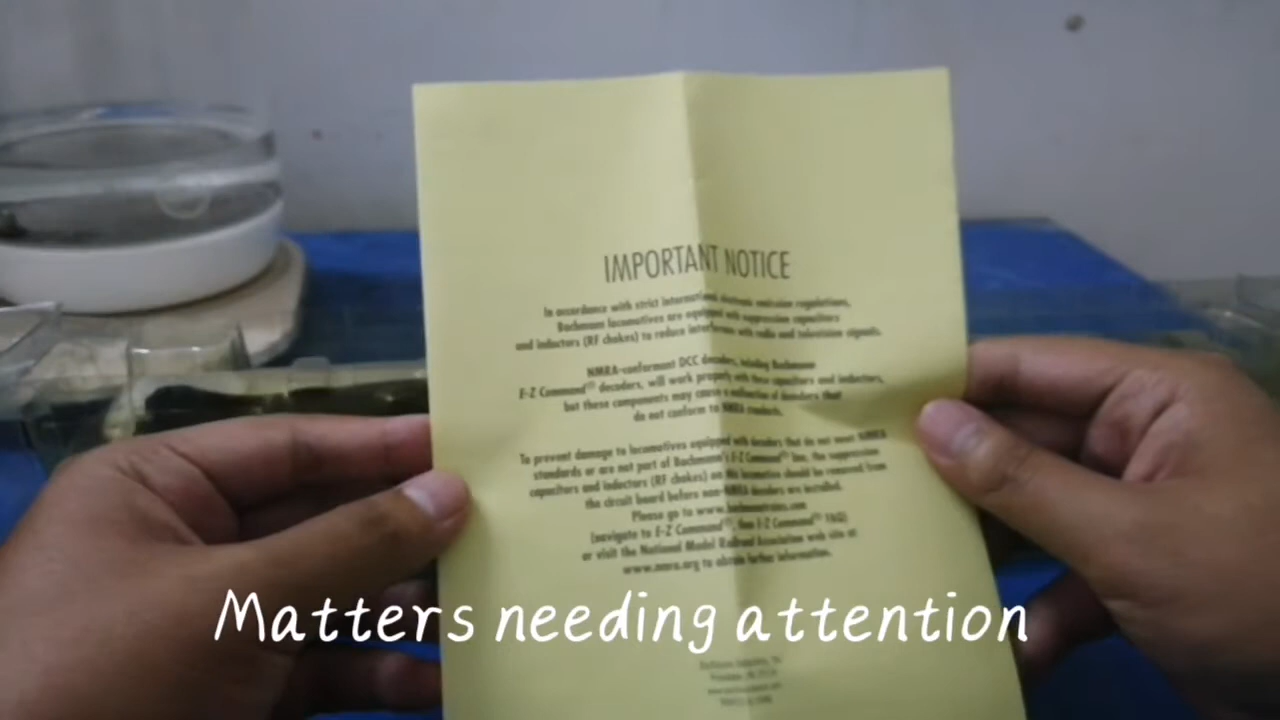 IMPORTANT NOTICE
In accordance with strict international electronic emission regulations,
Bachmann locomotives are equipped with suppression capacitors
and inductors (RF chokes) to reduce interference with radio and television signals.
NMRA-conformant DCC decoders, including Bachmann
E-Z Command® decoders, will work properly with these capacitors and inductors,
but these components may cause a malfunction of decoders that
do not conform to NMRA products.
To prevent damage to locomotives equipped with decoders that do not meet NMRA
standards or are not part of Bachmann's E-Z Command® line, the suppression
capacitors and inductors (RF chokes) on this locomotive should be removed from
the circuit board before non-NMRA decoders are installed.
Please go to www.bachmanntrains.com
(navigate to E-Z Command®, then E-Z Command® FAQ)
or visit the National Model Railroad Association web site at
www.nmra.org to obtain further information.
Matters needing attention
Bachmann Industries, Inc.